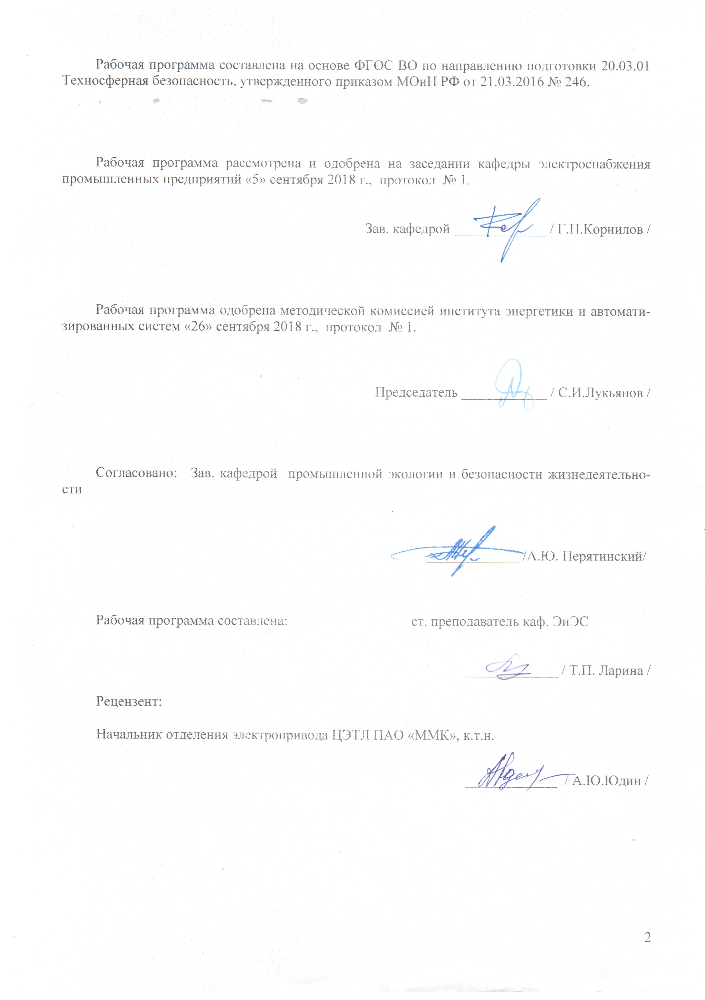 Рабочая программа составлена на основе ФГОС ВО по направлению подготовки 20.03.01
Техносферная безопасность, утвержденного приказом МОиН РФ от 21.03.2016 № 246.
Рабочая программа рассмотрена и одобрена на заседании кафедры электроснабжения
промышленных предприятий «5» сентября 2018 г., протокол № 1.
Зав. кафедрой _____________ / Г.П.Корнилов /
Рабочая программа одобрена методической комиссией института энергетики и автомати-
зированных систем «26» сентября 2018 г., протокол № 1.
Председатель ____________ / С.И.Лукьянов /
Согласовано: Зав. кафедрой промышленной экологии и безопасности жизнедеятельно-
сти
_____________/А.Ю. Перятинский/
Рабочая программа составлена: ст. преподаватель каф. ЭиЭС
_____________ / Т.П. Ларина /
Рецензент:
Начальник отделения электропривода ЦЭТЛ ПАО «ММК», к.т.н.
_____________ / А.Ю.Юдин /
2